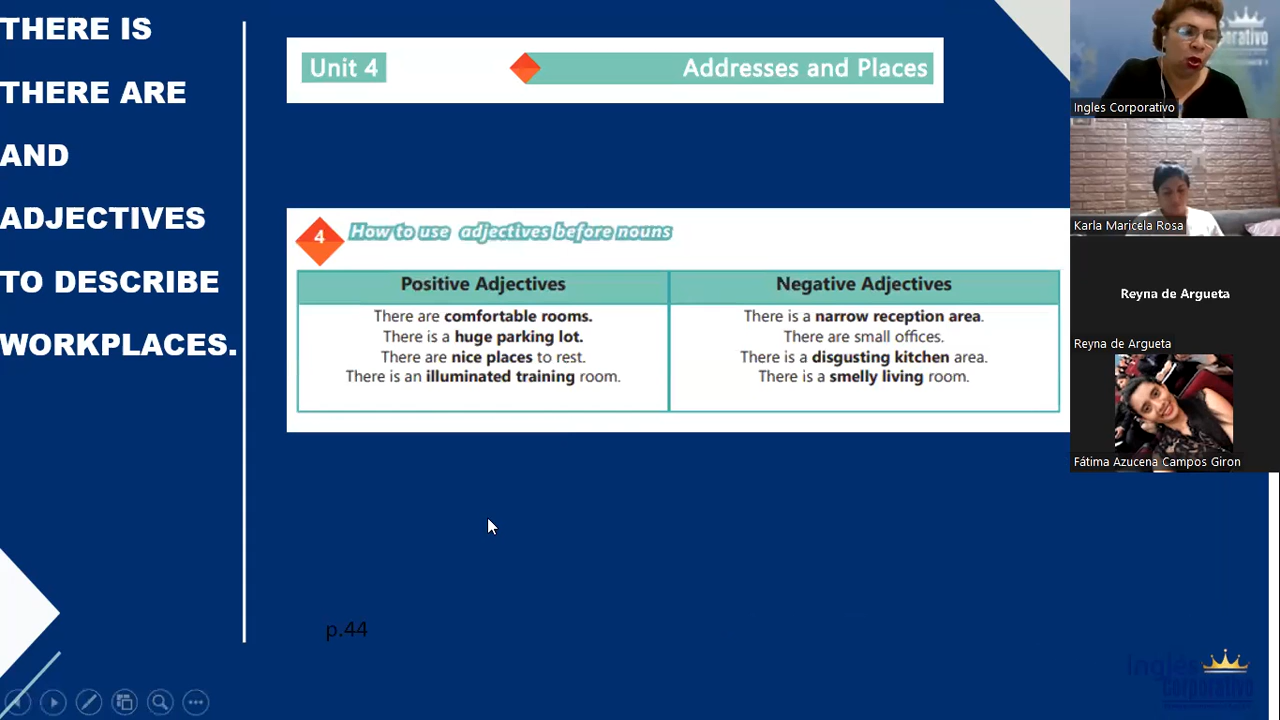 THERE IS
THERE ARE
AND
ADJECTIVES
TO DESCRIBE
WORKPLACES.
Unit 4
Addresses and Places
4
How to use adjectives before nouns
Positive Adjectives
There are comfortable rooms.
There is a huge parking lot.
There are nice places to rest.
There is an illuminated training room.
Negative Adjectives
There is a narrow reception area.
There are small offices.
There is a disgusting kitchen area.
There is a smelly living room.
p.44
Ingles Corporativo
Karla Maricela Rosa
Reyna de Argueta
Reyna de Argueta
Fátima Azucena Campos Giron
Inglés
Corporativo